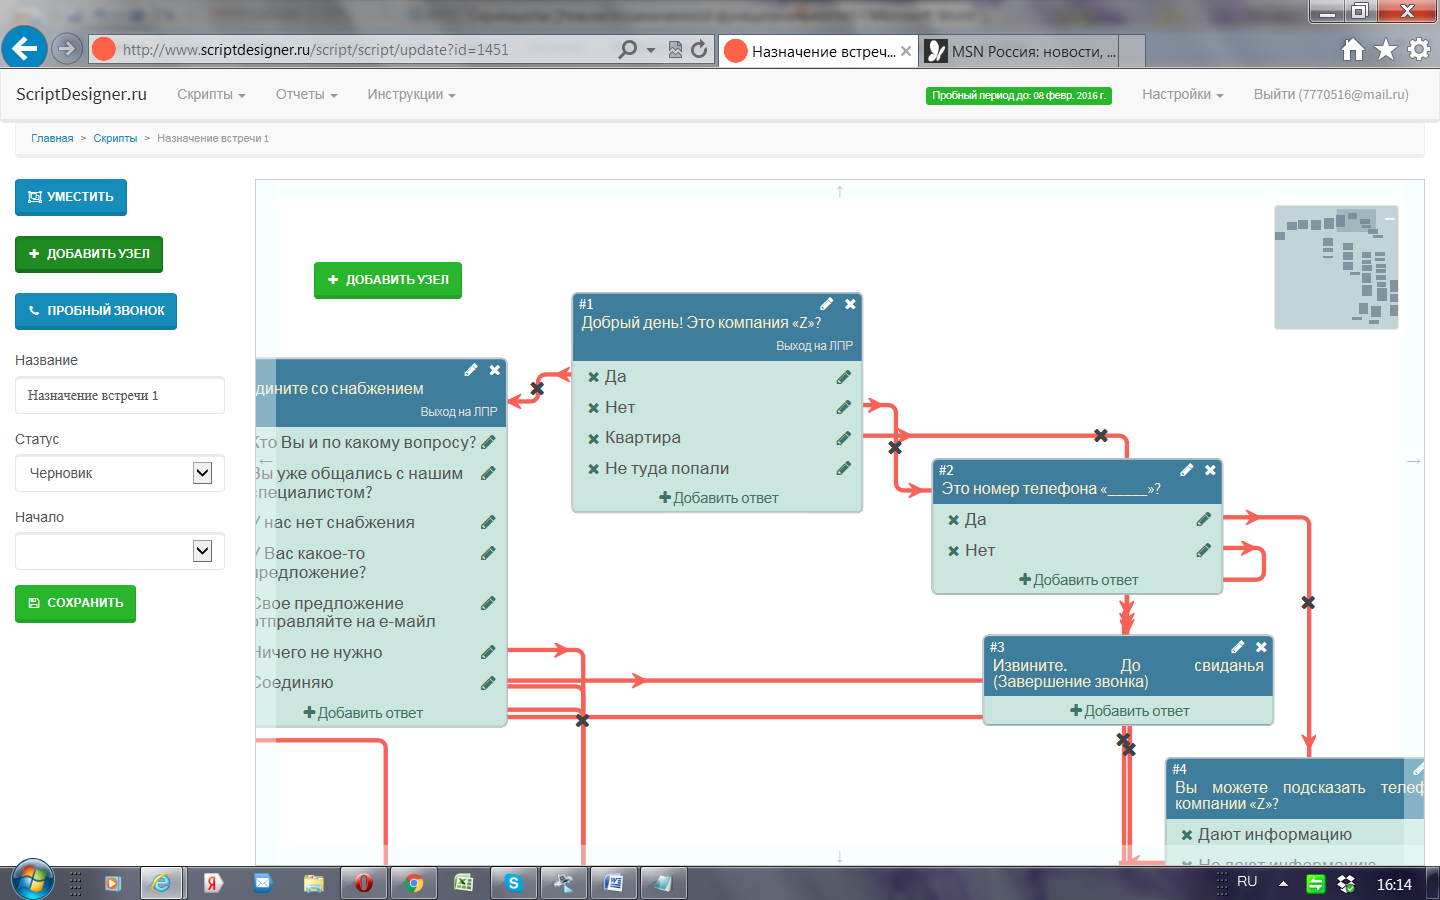 http://www.scriptdesigner.ru/script/script/update?id=1451
Назначение встреч...
MSN Россия: новости, ...
ScriptDesigner.ru
Скрипты
Отчеты
Инструкции
Пробный период до: 08 февр. 2016 г.
Настройки
Выйти (7770516@mail.ru)
Главная > Скрипты > Назначение встречи 1
УМЕСТИТЬ
ДОБАВИТЬ УЗЕЛ
ПРОБНЫЙ ЗВОНОК
Название
Назначение встречи 1
Статус
Черновик
Начало
СОХРАНИТЬ
ДОБАВИТЬ УЗЕЛ
#1
Добрый день! Это компания «Z»?
Выход на ЛПР
Да
Нет
Квартира
Не туда попали
Добавить ответ
дините со снабжением
Выход на ЛПР
Кто Вы и по какому вопросу?
Вы уже общались с нашим
специалистом?
У нас нет снабжения
У Вас какое-то
предложение?
Свое предложение
отправляйте на е-майл
Ничего не нужно
Соединяю
Добавить ответ
#2
Это номер телефона «_____»?
Да
Нет
Добавить ответ
#3
Извините. До свиданья
(Завершение звонка)
Добавить ответ
#4
Вы можете подсказать телеф
компании «Z»?
Дают информацию
Не дают информацию
RU
16:14